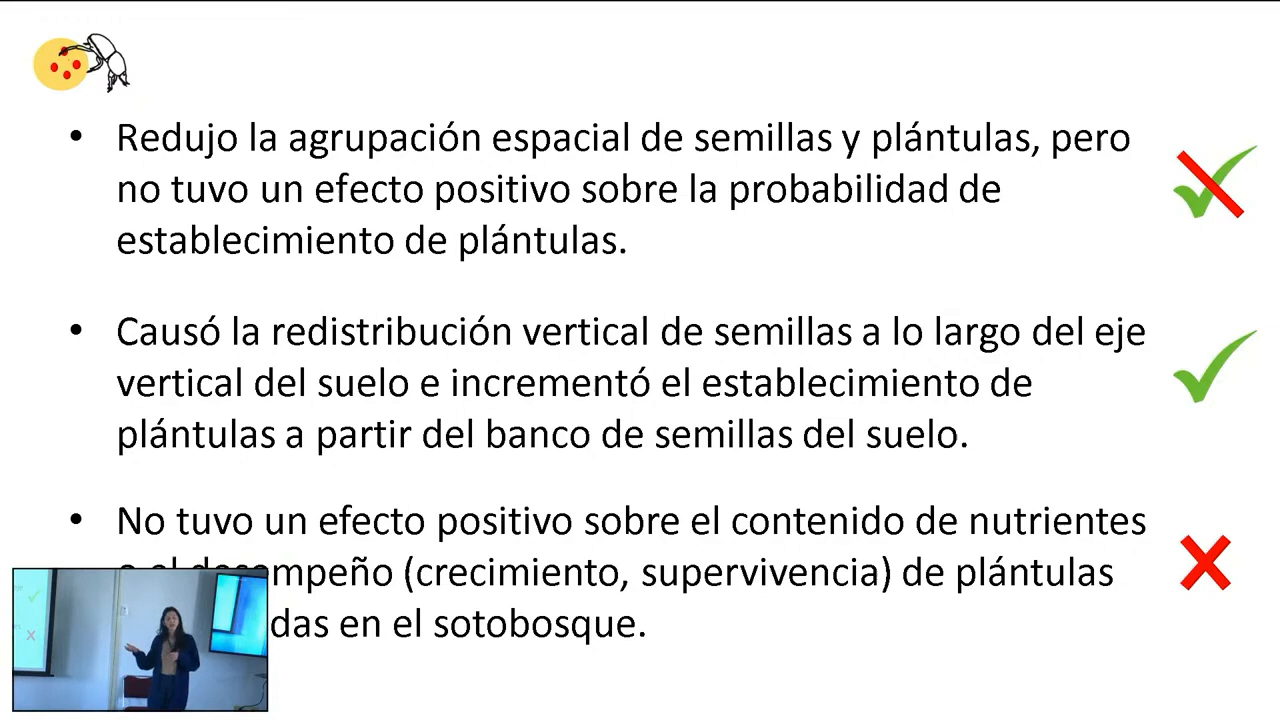 • Redujo la agrupación espacial de semillas y plántulas, pero
no tuvo un efecto positivo sobre la probabilidad de
establecimiento de plántulas.
• Causó la redistribución vertical de semillas a lo largo del eje
vertical del suelo e incrementó el establecimiento de
plántulas a partir del banco de semillas del suelo.
• No tuvo un efecto positivo sobre el contenido de nutrientes
(crecimiento, supervivencia) de plántulas
en el sotobosque.